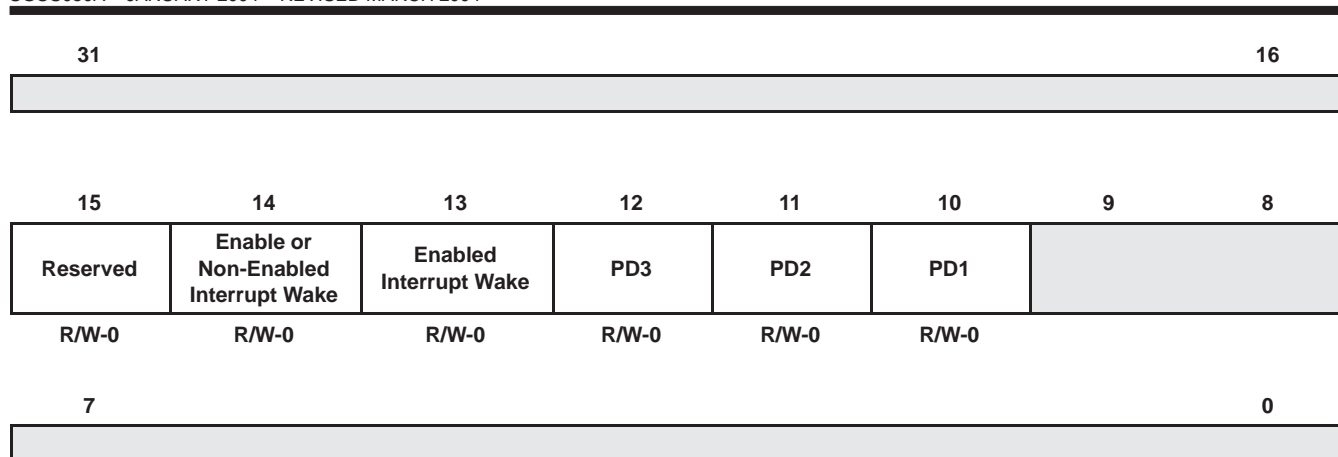 31 16
15 14 13 12 11 10 9 8
Reserved
Enable or
Non-Enabled
Interrupt Wake
Enabled
Interrupt Wake
PD3
PD2
PD1
R/W-0 R/W-0 R/W-0 R/W-0 R/W-0 R/W-0
7 0